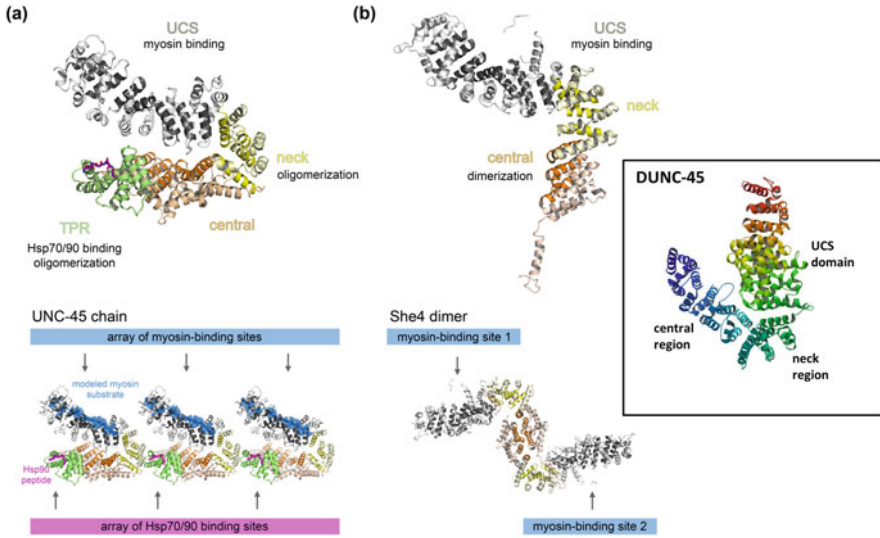 (a)
UCS
myosin binding
neck
oligomerization
TPR
central
Hsp70/90 binding
oligomerization
UNC-45 chain
array of myosin-binding sites
modeled myosin
substrate
Hsp90
peptide
array of Hsp70/90 binding sites
(b)
UCS
myosin binding
neck
central
dimerization
She4 dimer
myosin-binding site 1
myosin-binding site 2
DUNC-45
UCS
domain
central
region
neck
region